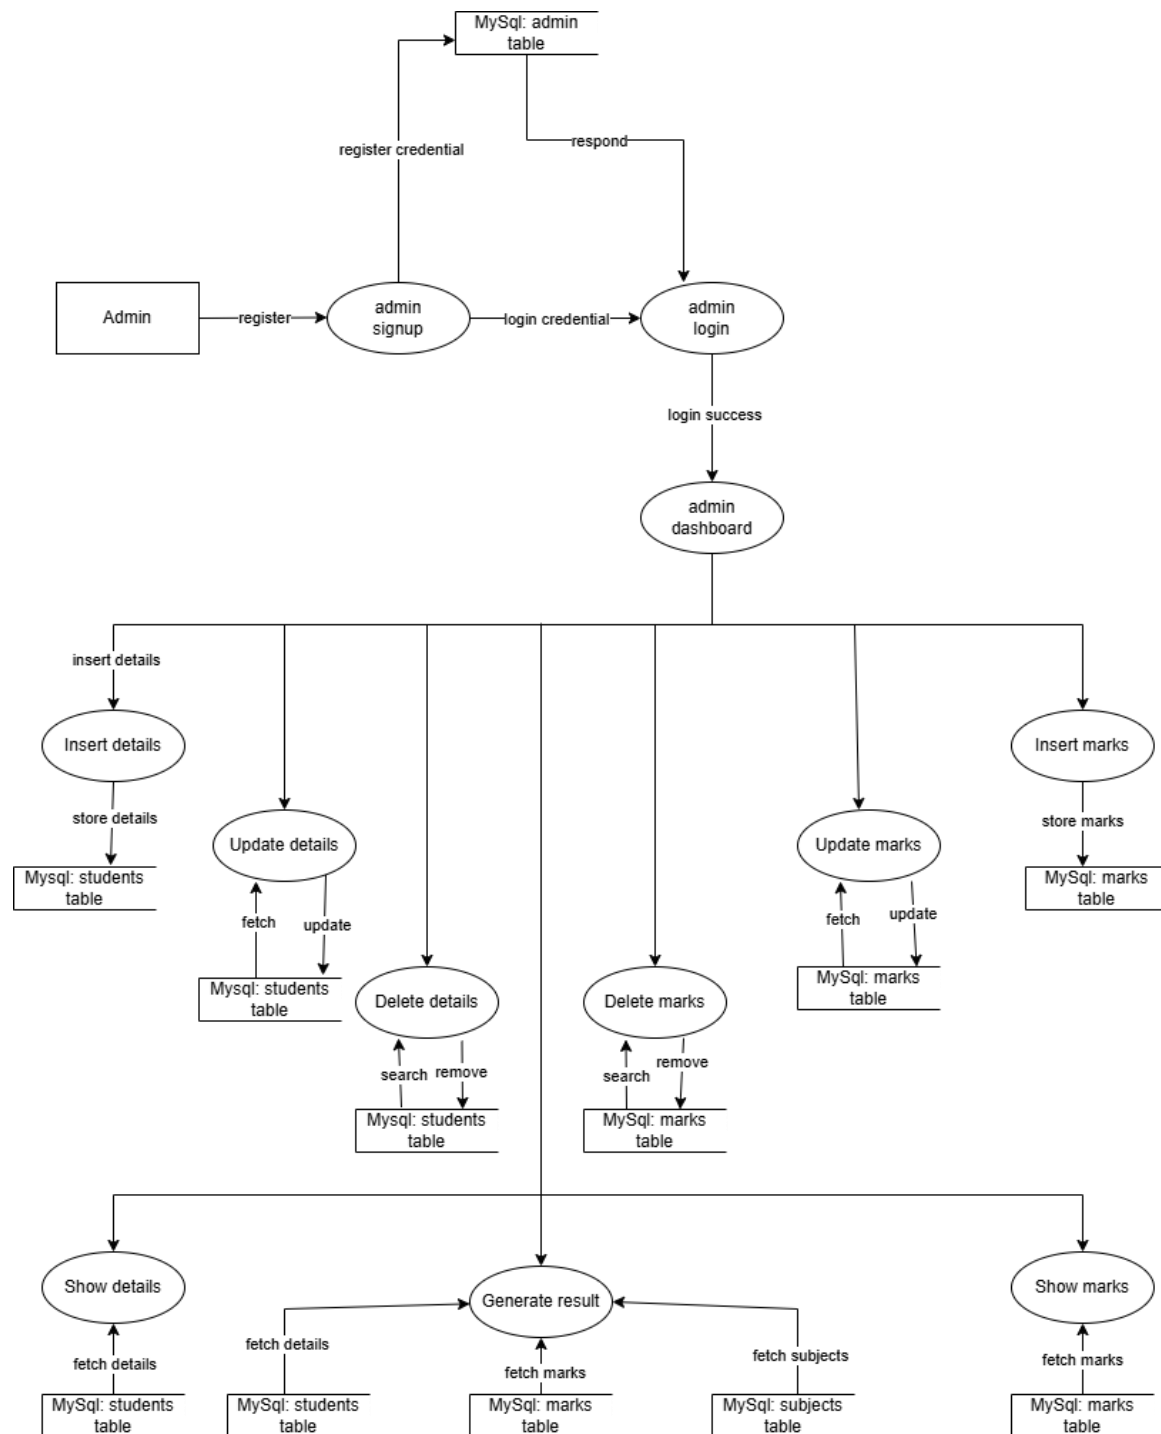 MySql: admin
table
respond
register credential
Admin
register
admin
signup
login credential
admin
login
login success
admin
dashboard
insert details
Insert details
Insert marks
store details
store marks
Update details
Update marks
Mysql: students
table
MySql: marks
table
fetch
update
fetch
update
Mysql: students
table
MySql: marks
table
Delete details
Delete marks
search
remove
search
remove
Mysql: students
table
MySql: marks
table
Show details
Generate result
Show marks
fetch details
fetch details
fetch marks
fetch subjects
fetch marks
MySql: students
table
MySql: students
table
MySql: marks
table
MySql: subjects
table
MySql: marks
table